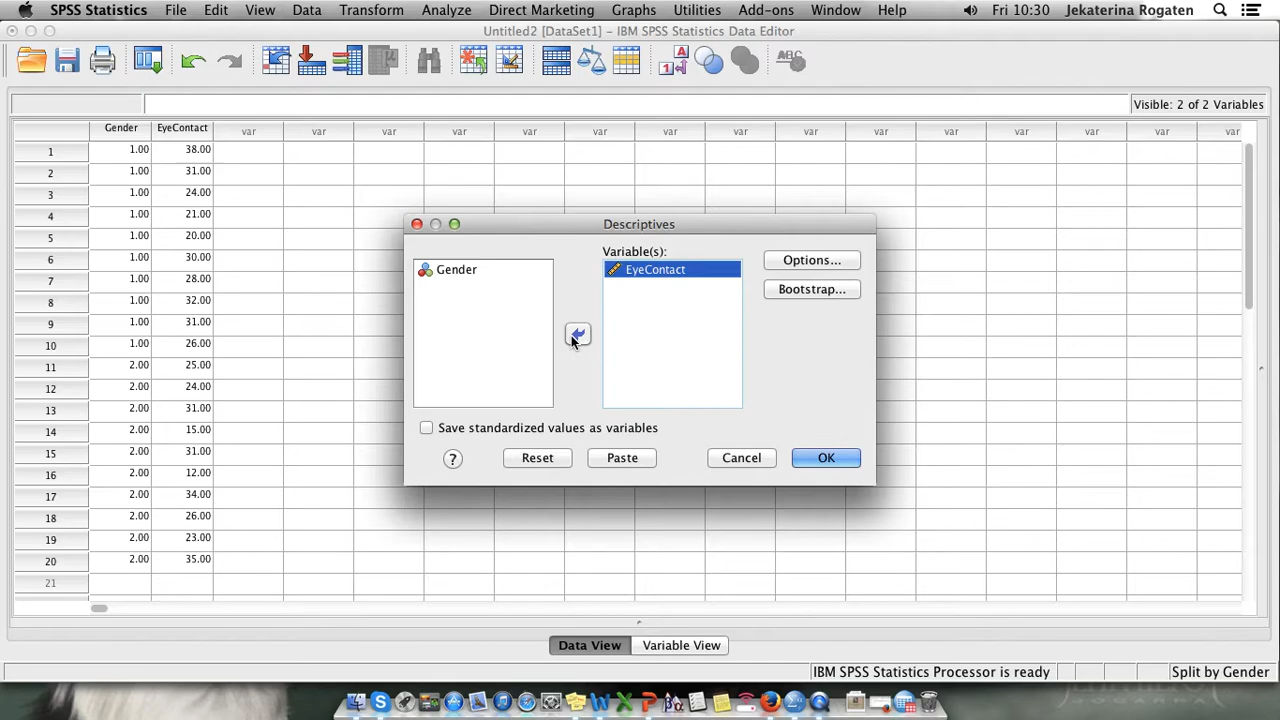 SPSS Statistics File Edit View Data Transform Analyze Direct Marketing Graphs Utilities Add-ons Window Help Fri 10:30 Jekaterina Rogaten
Untitled2 [DataSet1] – IBM SPSS Statistics Data Editor
Visible: 2 of 2 Variables
Gender EyeContact var var var var var var var var var var var var var var var
1 1.00 38.00
2 1.00 31.00
3 1.00 24.00
4 1.00 21.00
5 1.00 20.00
6 1.00 30.00
7 1.00 28.00
8 1.00 32.00
9 1.00 31.00
10 1.00 26.00
11 2.00 25.00
12 2.00 24.00
13 2.00 31.00
14 2.00 15.00
15 2.00 31.00
16 2.00 12.00
17 2.00 34.00
18 2.00 26.00
19 2.00 23.00
20 2.00 35.00
21
Descriptives
Variable(s):
Gender
EyeContact
Options...
Bootstrap...
Save standardized values as variables
? Reset Paste Cancel OK
Data View Variable View
IBM SPSS Statistics Processor is ready Split by Gender